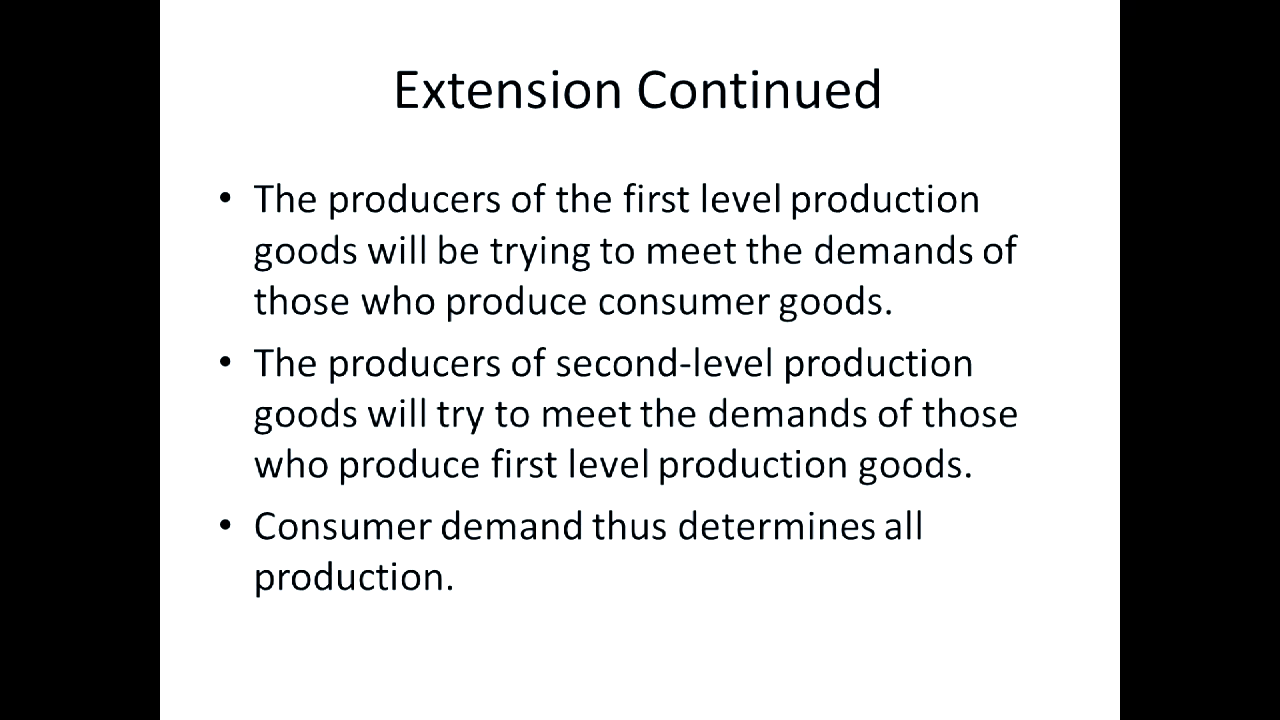 Extension Continued
• The producers of the first level production
goods will be trying to meet the demands of
those who produce consumer goods.
• The producers of second-level production
goods will try to meet the demands of those
who produce first level production goods.
• Consumer demand thus determines all
production.